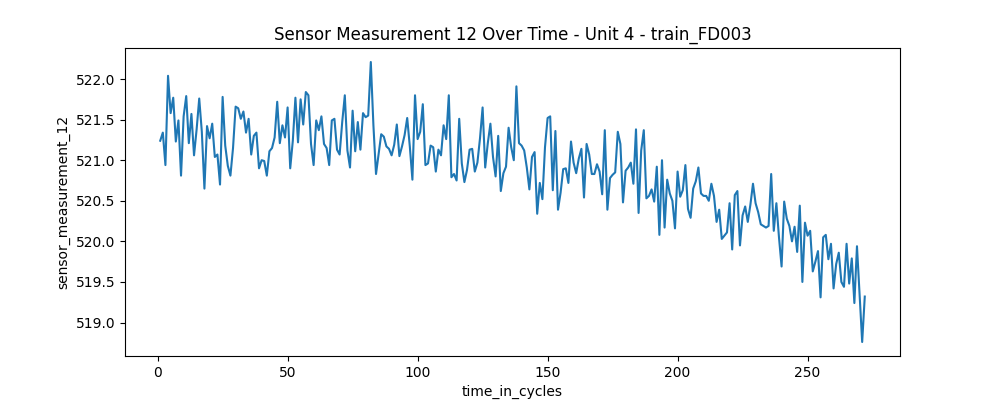 Sensor Measurement 12 Over Time - Unit 4 - train_FD003
522.0
521.5
521.0
520.5
520.0
519.5
519.0
sensor_measurement_12
0 50 100 150 200 250
time_in_cycles